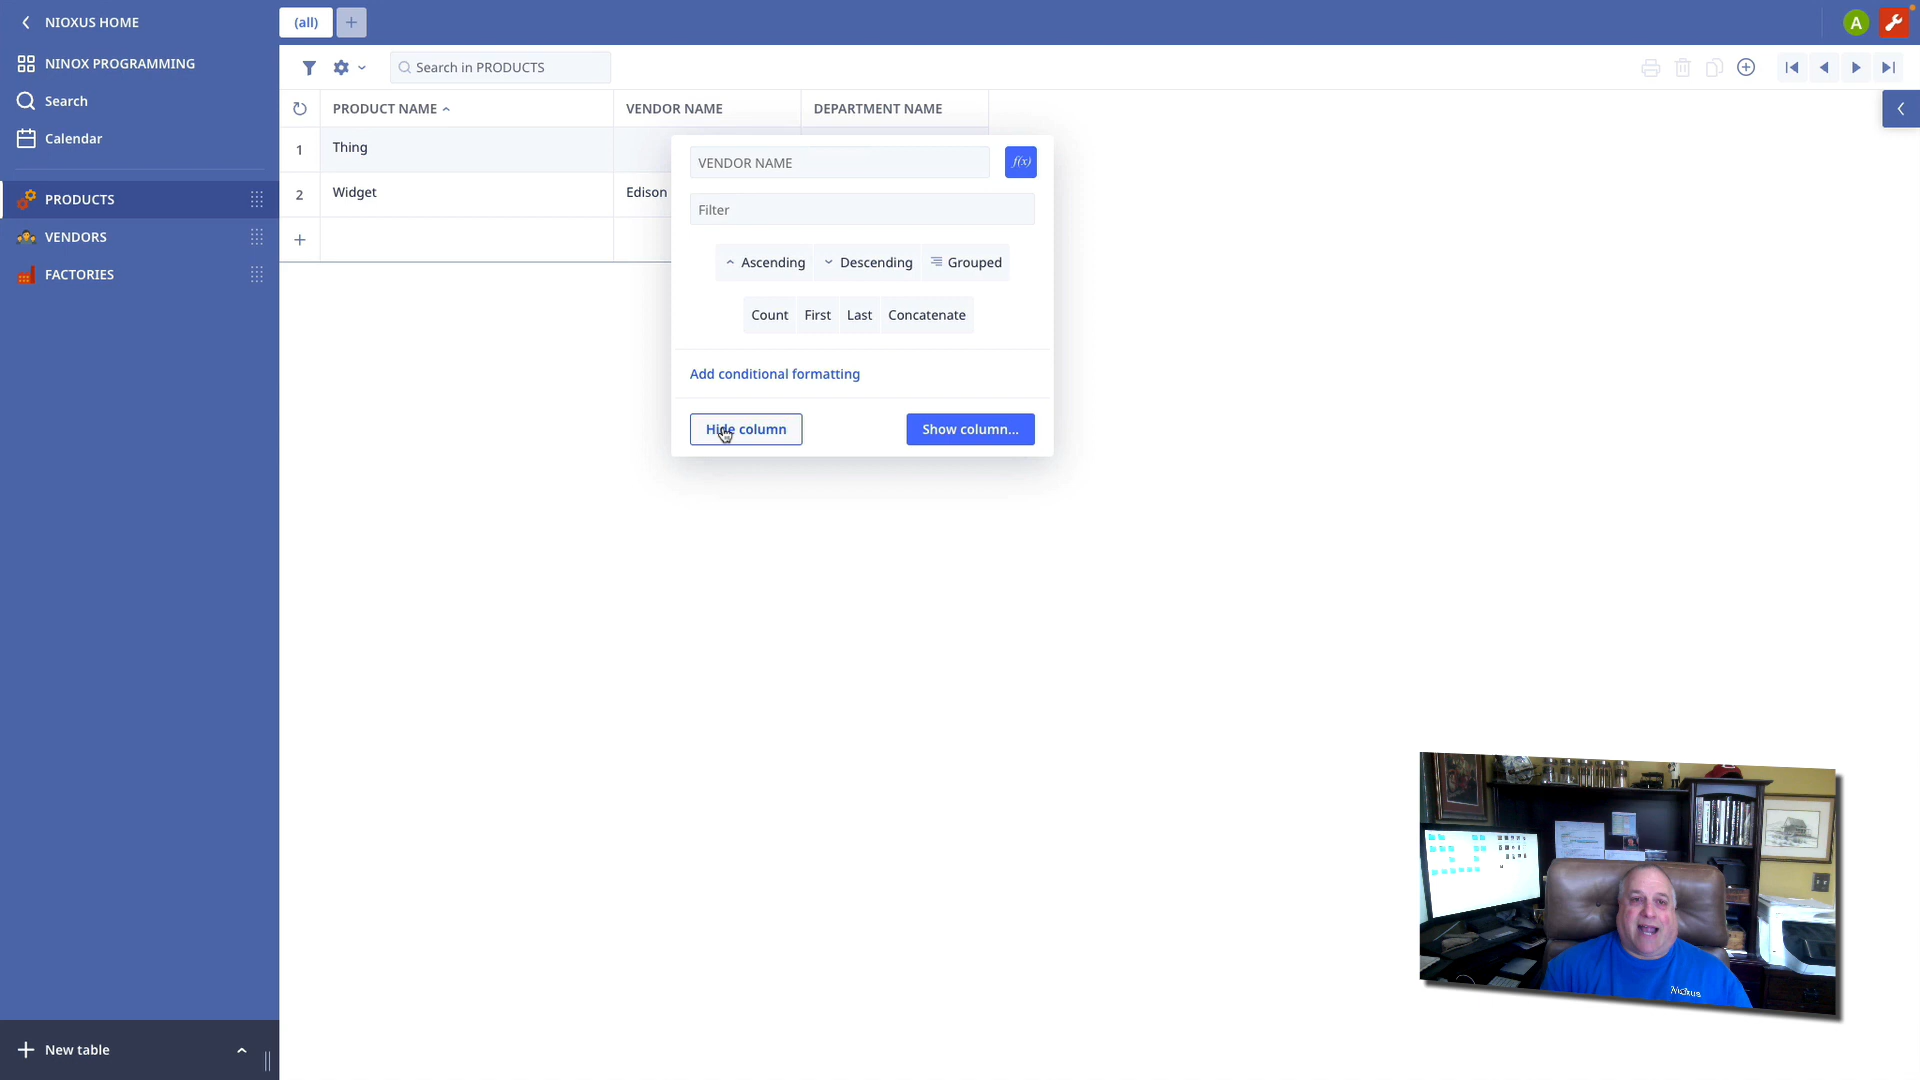 NIOXUS HOME
(all)
A
NINOX PROGRAMMING
Search in PRODUCTS
Search
PRODUCT NAME VENDOR NAME DEPARTMENT NAME
Calendar
1 Thing
VENDOR NAME f(x)
2 Widget Edison
PRODUCTS
Filter
VENDORS
Ascending Descending Grouped
FACTORIES
Count First Last Concatenate
Add conditional formatting
Hide column Show column...
New table